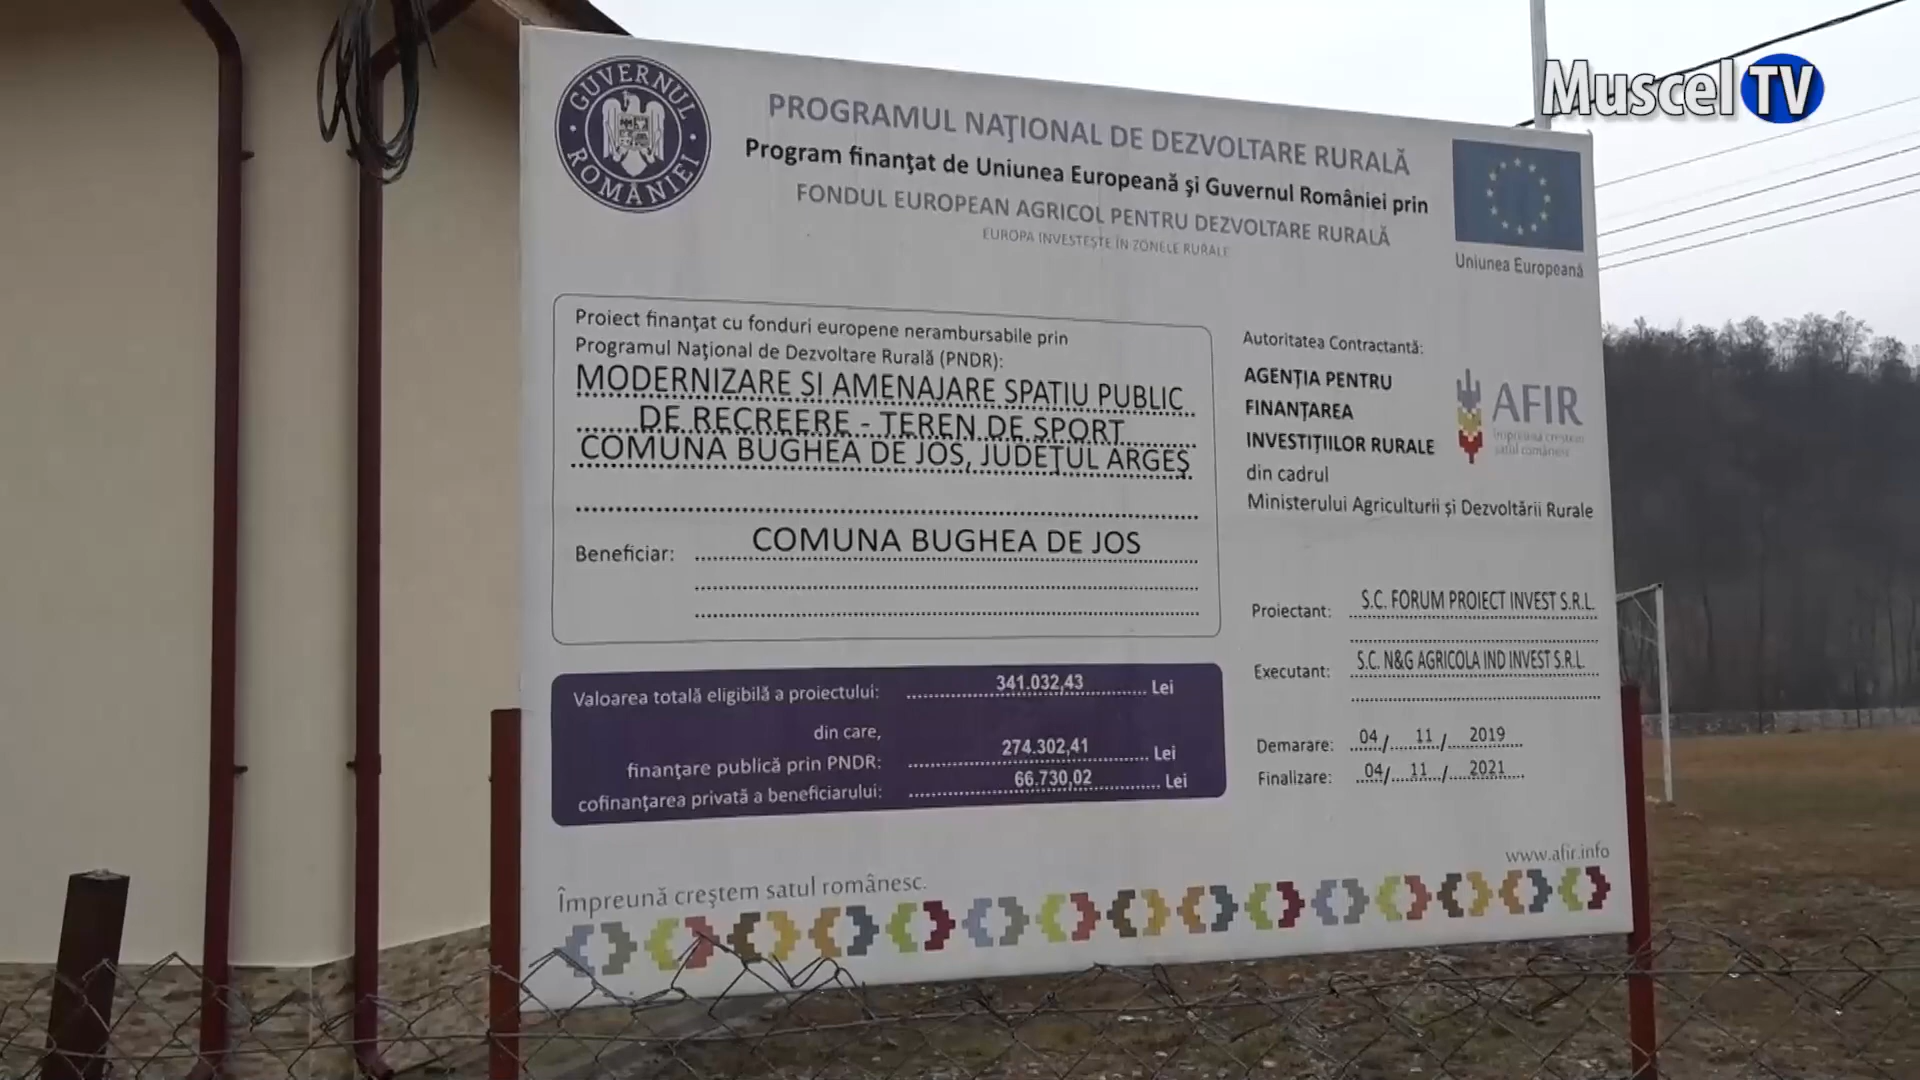 Muscel TV
GUVERNUL ROMÂNIEI
PROGRAMUL NAŢIONAL DE DEZVOLTARE RURALĂ
Program finanţat de Uniunea Europeană şi Guvernul României prin
FONDUL EUROPEAN AGRICOL PENTRU DEZVOLTARE RURALĂ
EUROPA INVESTEŞTE ÎN ZONELE RURALE
Uniunea Europeană
Proiect finanţat cu fonduri europene nerambursabile prin
Programul Naţional de Dezvoltare Rurală (PNDR):
MODERNIZARE SI AMENAJARE SPATIU PUBLIC
DE RECREERE - TEREN DE SPORT
COMUNA BUGHEA DE JOS, JUDEŢUL ARGEŞ
Beneficiar: COMUNA BUGHEA DE JOS
Valoarea totală eligibilă a proiectului: 341.032,43 Lei
din care,
finanţare publică prin PNDR: 274.302,41 Lei
cofinanţarea privată a beneficiarului: 66.730,02 Lei
Autoritatea Contractantă:
AGENŢIA PENTRU
FINANŢAREA
INVESTIŢIILOR RURALE
din cadrul
Ministerului Agriculturii şi Dezvoltării Rurale
AFIR
Împreună creştem
satul românesc
Proiectant: S.C. FORUM PROIECT INVEST S.R.L.
Executant: S.C. N&G AGRICOLA IND INVEST S.R.L.
Demarare: 04/ 11 / 2019
Finalizare: 04/ 11 / 2021
www.afir.info
Împreună creştem satul românesc.